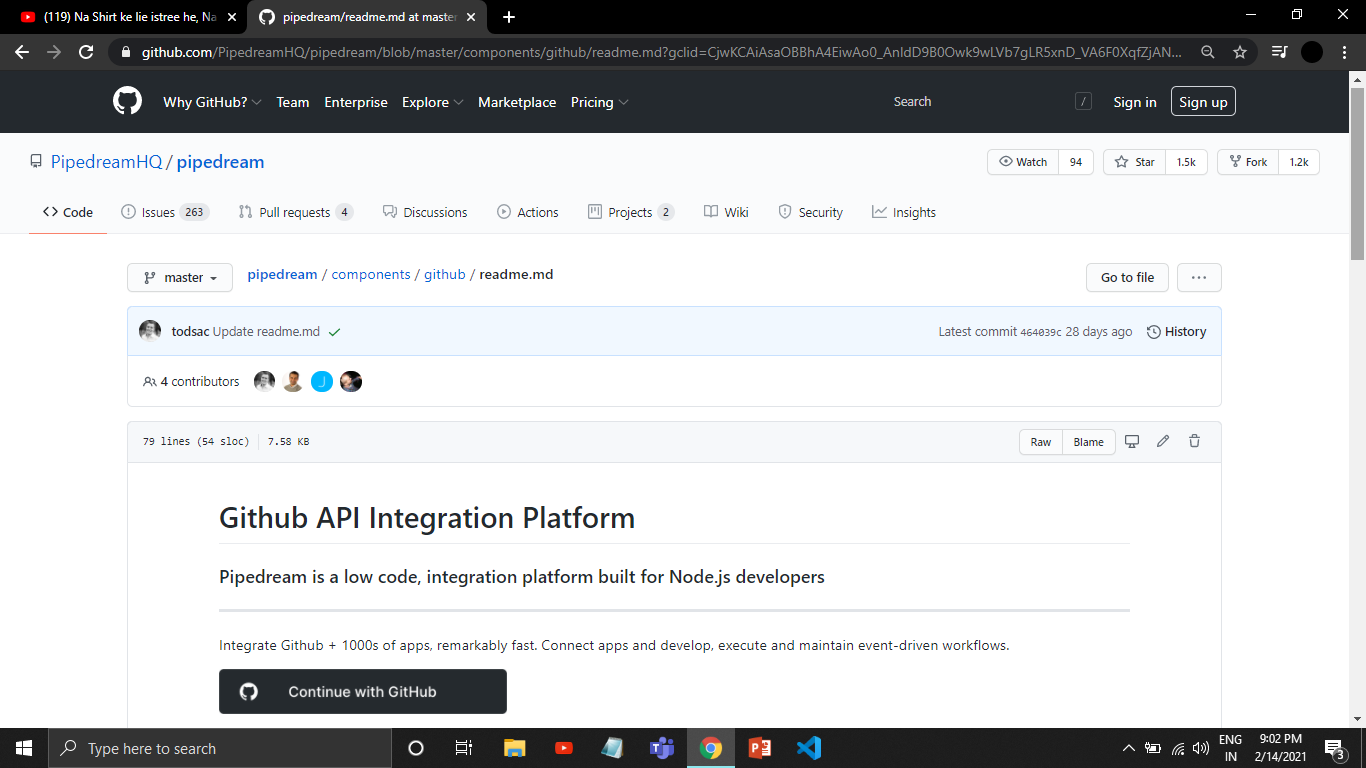 (119) Na Shirt ke lie istree he, Na
pipedream/readme.md at master
github.com/PipedreamHQ/pipedream/blob/master/components/github/readme.md?gclid=CjwKCAiAsaOBBhA4EiwAo0_AnIdD9B0Owk9wLVb7gLR5xnD_VA6F0XqfZjAN...
Why GitHub? Team Enterprise Explore Marketplace Pricing Search / Sign in Sign up
PipedreamHQ / pipedream Watch 94 Star 1.5k Fork 1.2k
Code Issues 263 Pull requests 4 Discussions Actions Projects 2 Wiki Security Insights
master pipedream / components / github / readme.md Go to file ...
todsac Update readme.md Latest commit 464039c 28 days ago History
4 contributors J
79 lines (54 sloc) 7.58 KB Raw Blame
Github API Integration Platform
Pipedream is a low code, integration platform built for Node.js developers
Integrate Github + 1000s of apps, remarkably fast. Connect apps and develop, execute and maintain event-driven workflows.
Continue with GitHub
Type here to search
ENG
IN
9:02 PM
2/14/2021
3